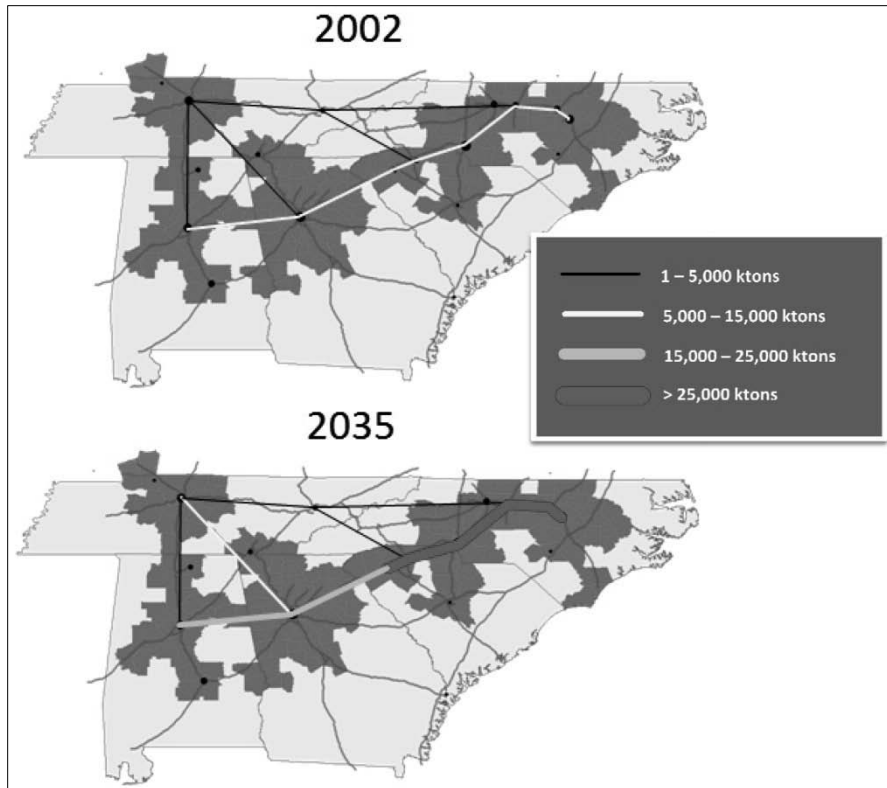 2002
1 – 5,000 ktons
5,000 – 15,000 ktons
15,000 – 25,000 ktons
> 25,000 ktons
2035